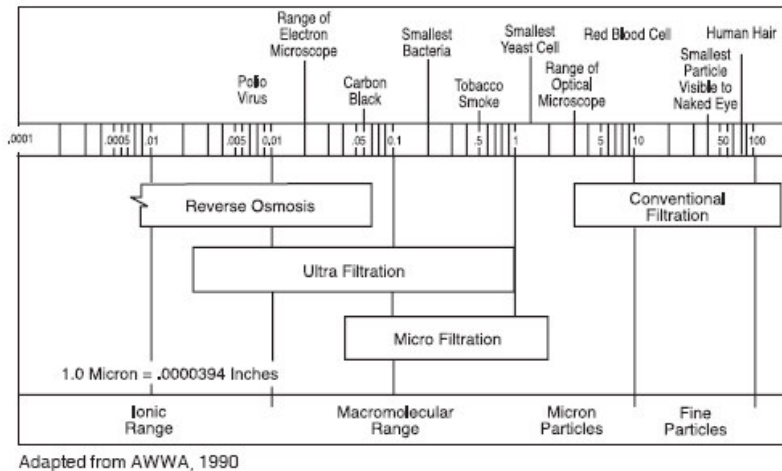 Range of
Electron
Microscope
Polio
Virus
Carbon
Black
Smallest
Bacteria
Tobacco
Smoke
Smallest
Yeast Cell
Range of
Optical
Microscope
Red Blood Cell
Smallest
Particle
Visible to
Naked Eye
Human Hair
.0001 .0005 .01 .005 0,01 .05 0.1 .5 1 5 10 50 100
Reverse Osmosis
Conventional
Filtration
Ultra Filtration
Micro Filtration
1.0 Micron = .0000394 Inches
Ionic
Range
Macromolecular
Range
Micron
Particles
Fine
Particles
Adapted from AWWA, 1990